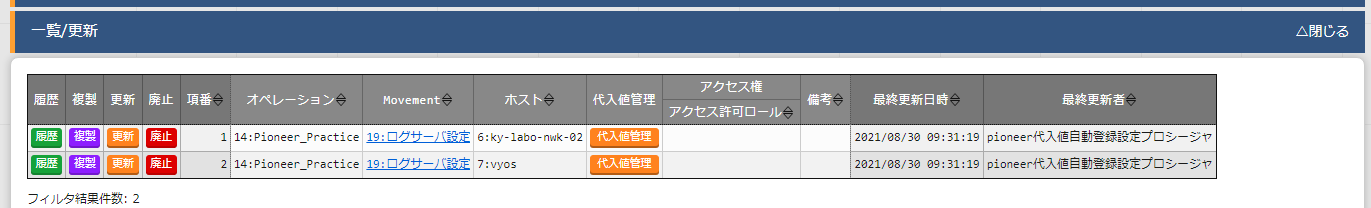 一覧/更新 △閉じる
履歴 複製 更新 廃止 項番 オペレーション Movement ホスト 代入値管理 アクセス権 備考 最終更新日時 最終更新者
アクセス許可ロール
履歴 複製 更新 廃止 1 14:Pioneer_Practice 19:ログサーバ設定 6:ky-labo-nwk-02 代入値管理 2021/08/30 09:31:19 pioneer代入値自動登録設定プロシージャ
履歴 複製 更新 廃止 2 14:Pioneer_Practice 19:ログサーバ設定 7:vyos 代入値管理 2021/08/30 09:31:19 pioneer代入値自動登録設定プロシージャ
フィルタ結果件数: 2